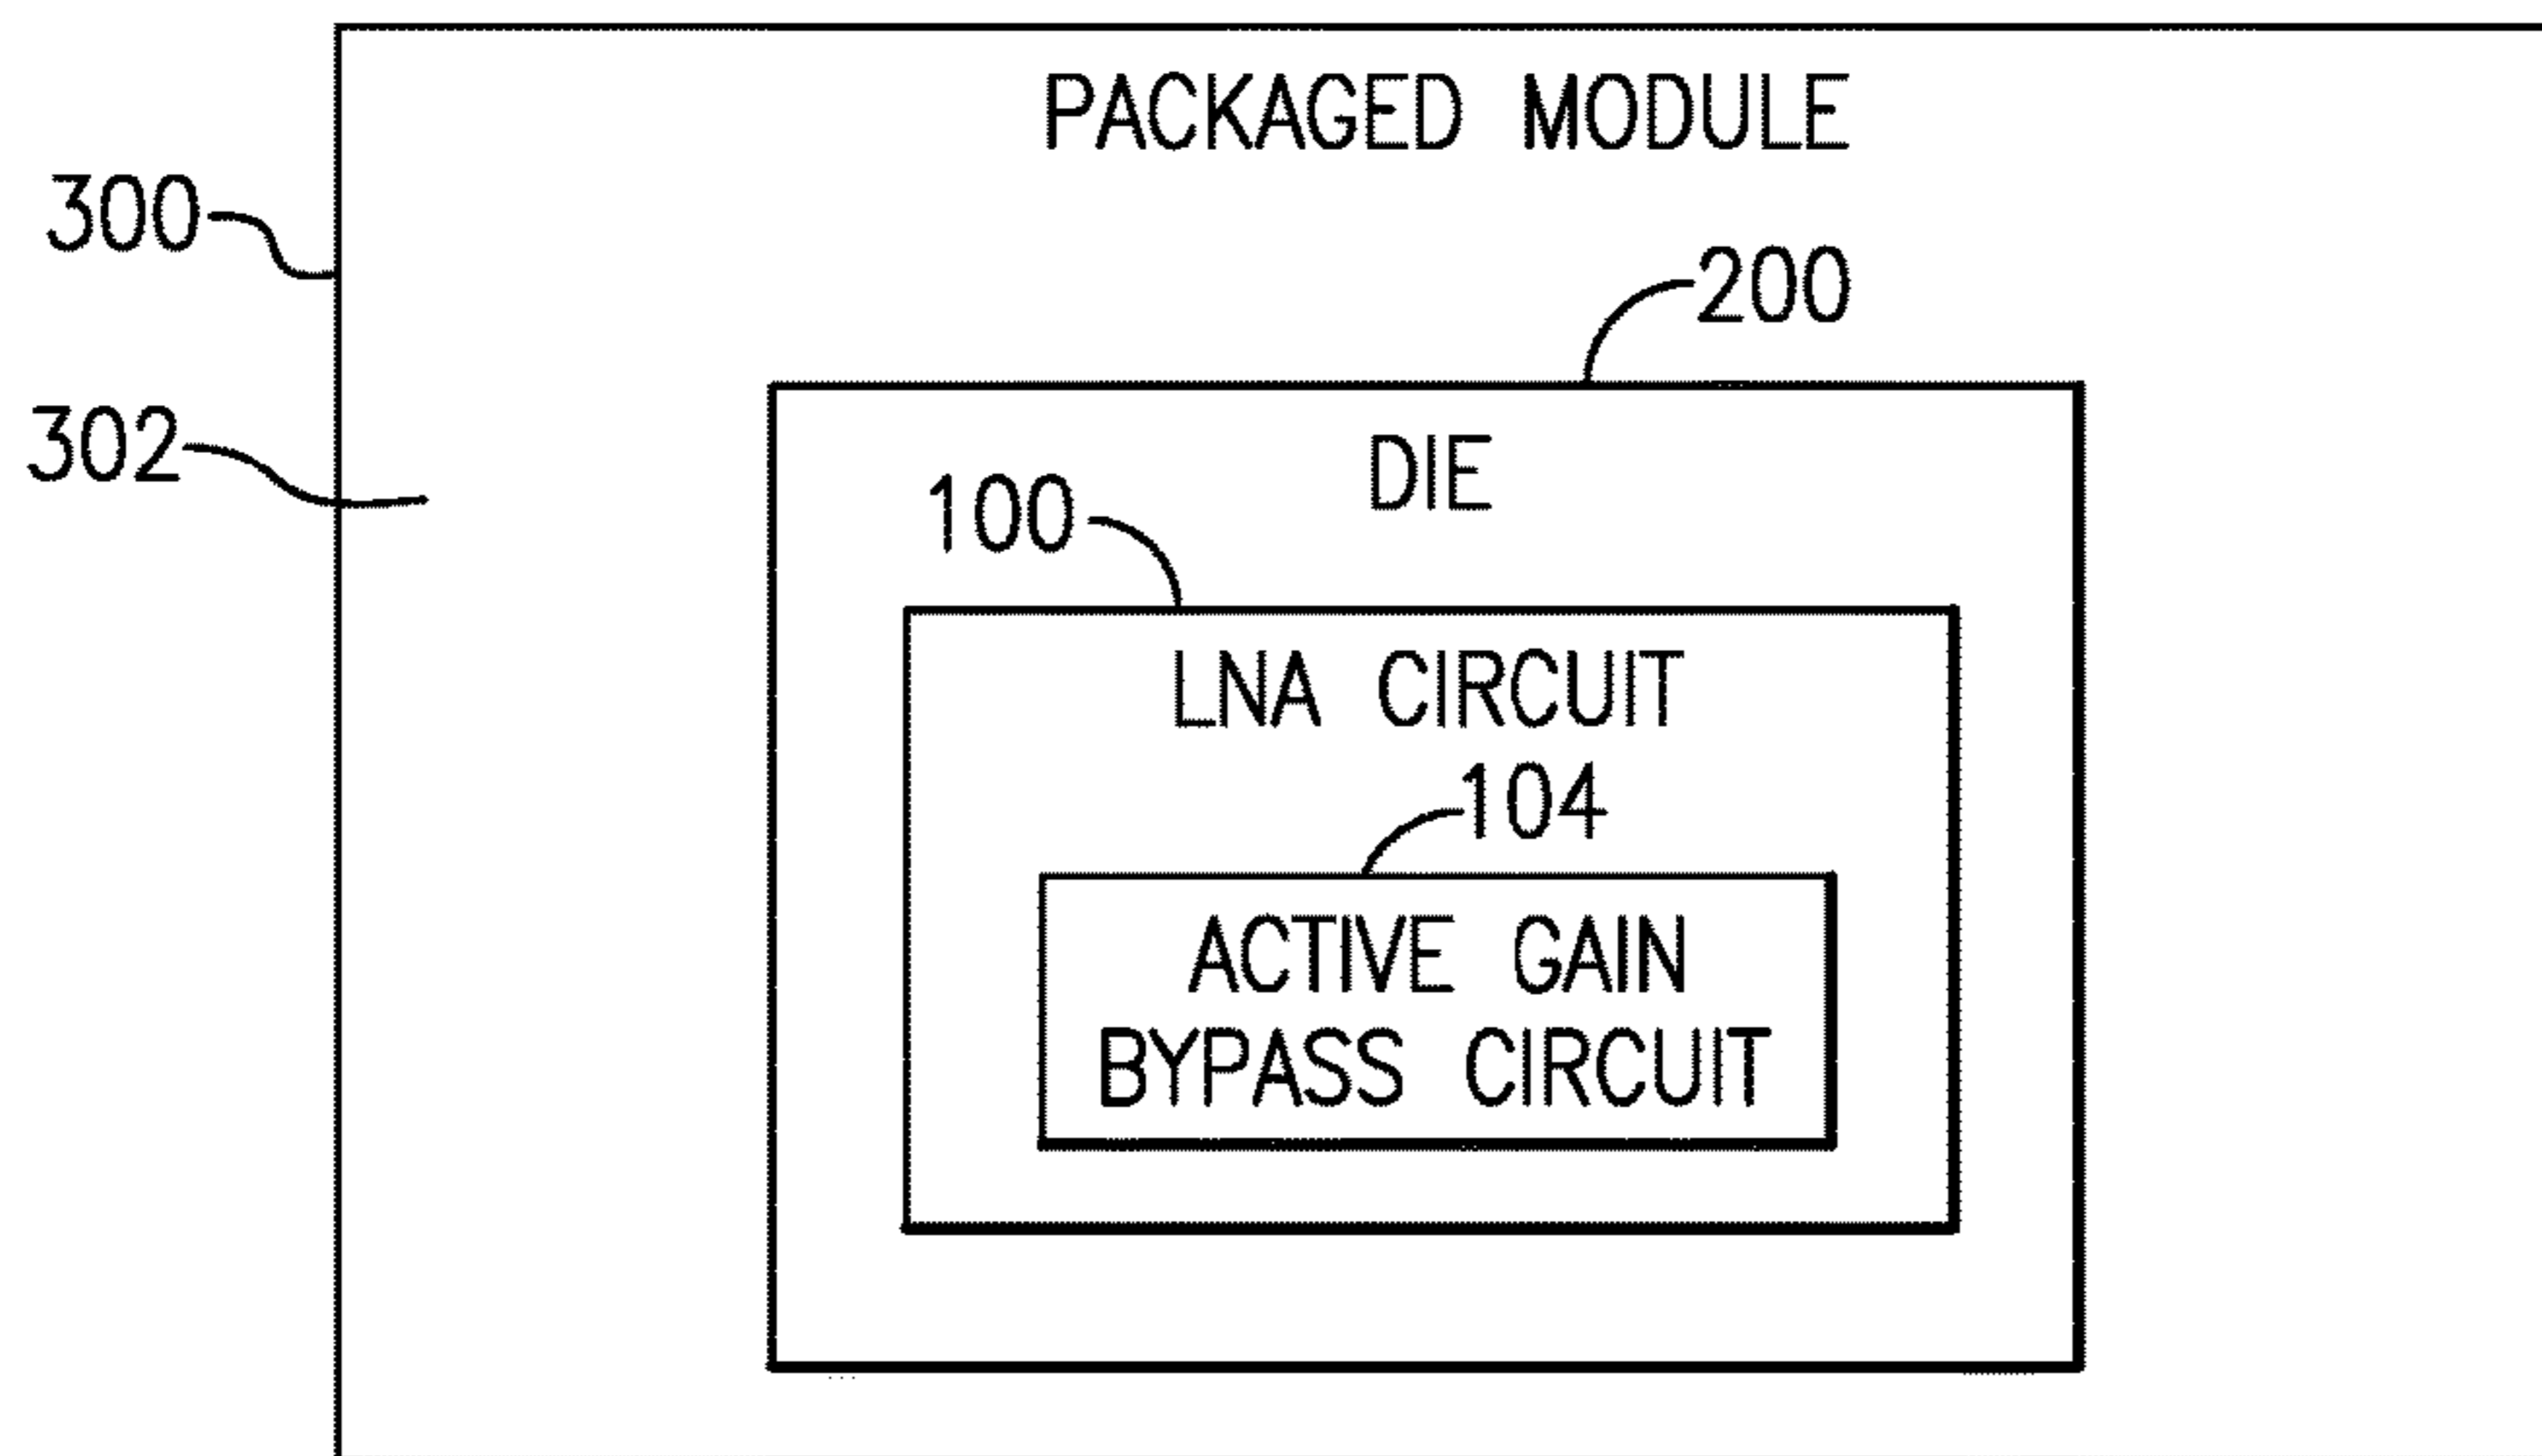 PACKAGED MODULE
300
200
302
DIE
100
LNA CIRCUIT
104
ACTIVE GAIN
BYPASS CIRCUIT